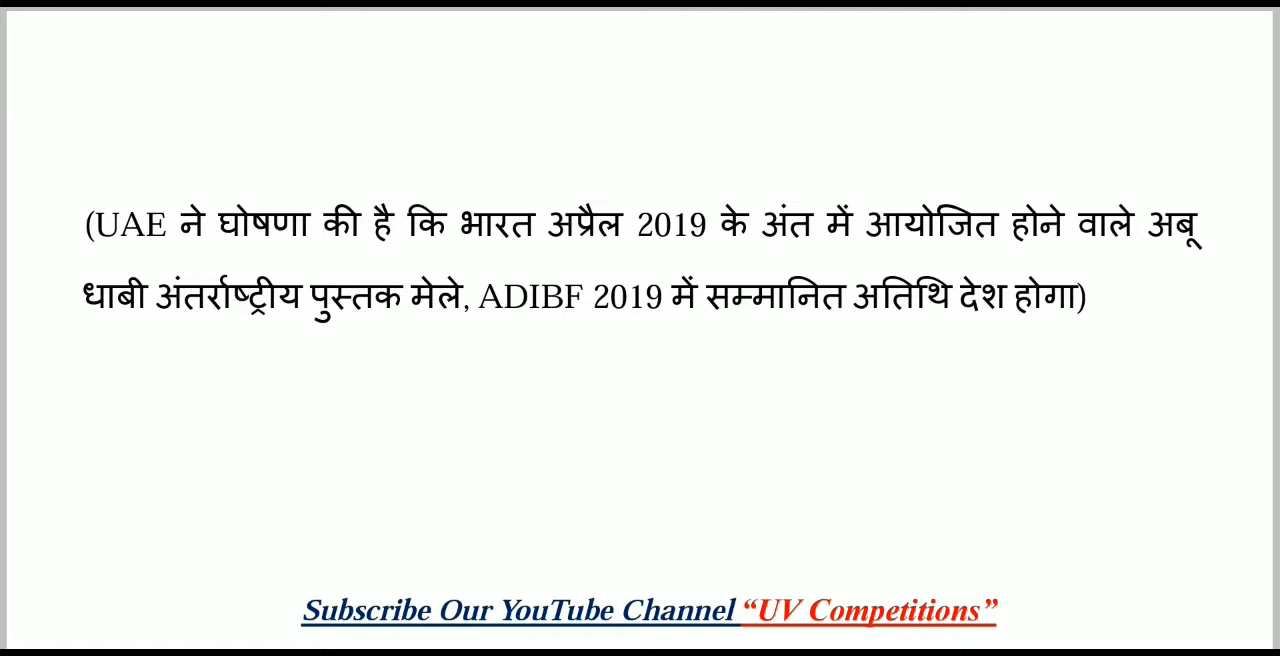 (UAE ने घोषणा की है कि भारत अप्रैल 2019 के अंत में आयोजित होने वाले अबू
धाबी अंतर्राष्ट्रीय पुस्तक मेले, ADIBF 2019 में सम्मानित अतिथि देश होगा)
Subscribe Our YouTube Channel “UV Competitions”